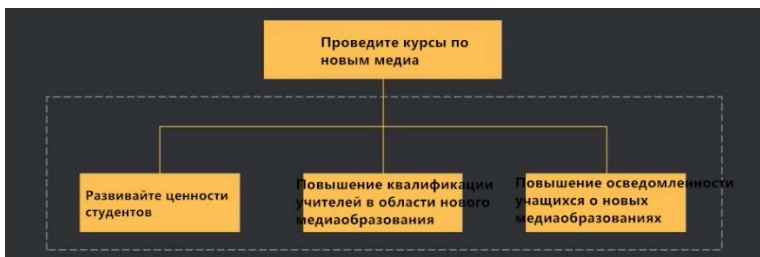 Проведите курсы по
новым медиа
Развивайте ценности
студентов
Повышение квалификации
учителей в области нового
медиаобразования
Повышение осведомленности
учащихся о новых
медиаобразованиях